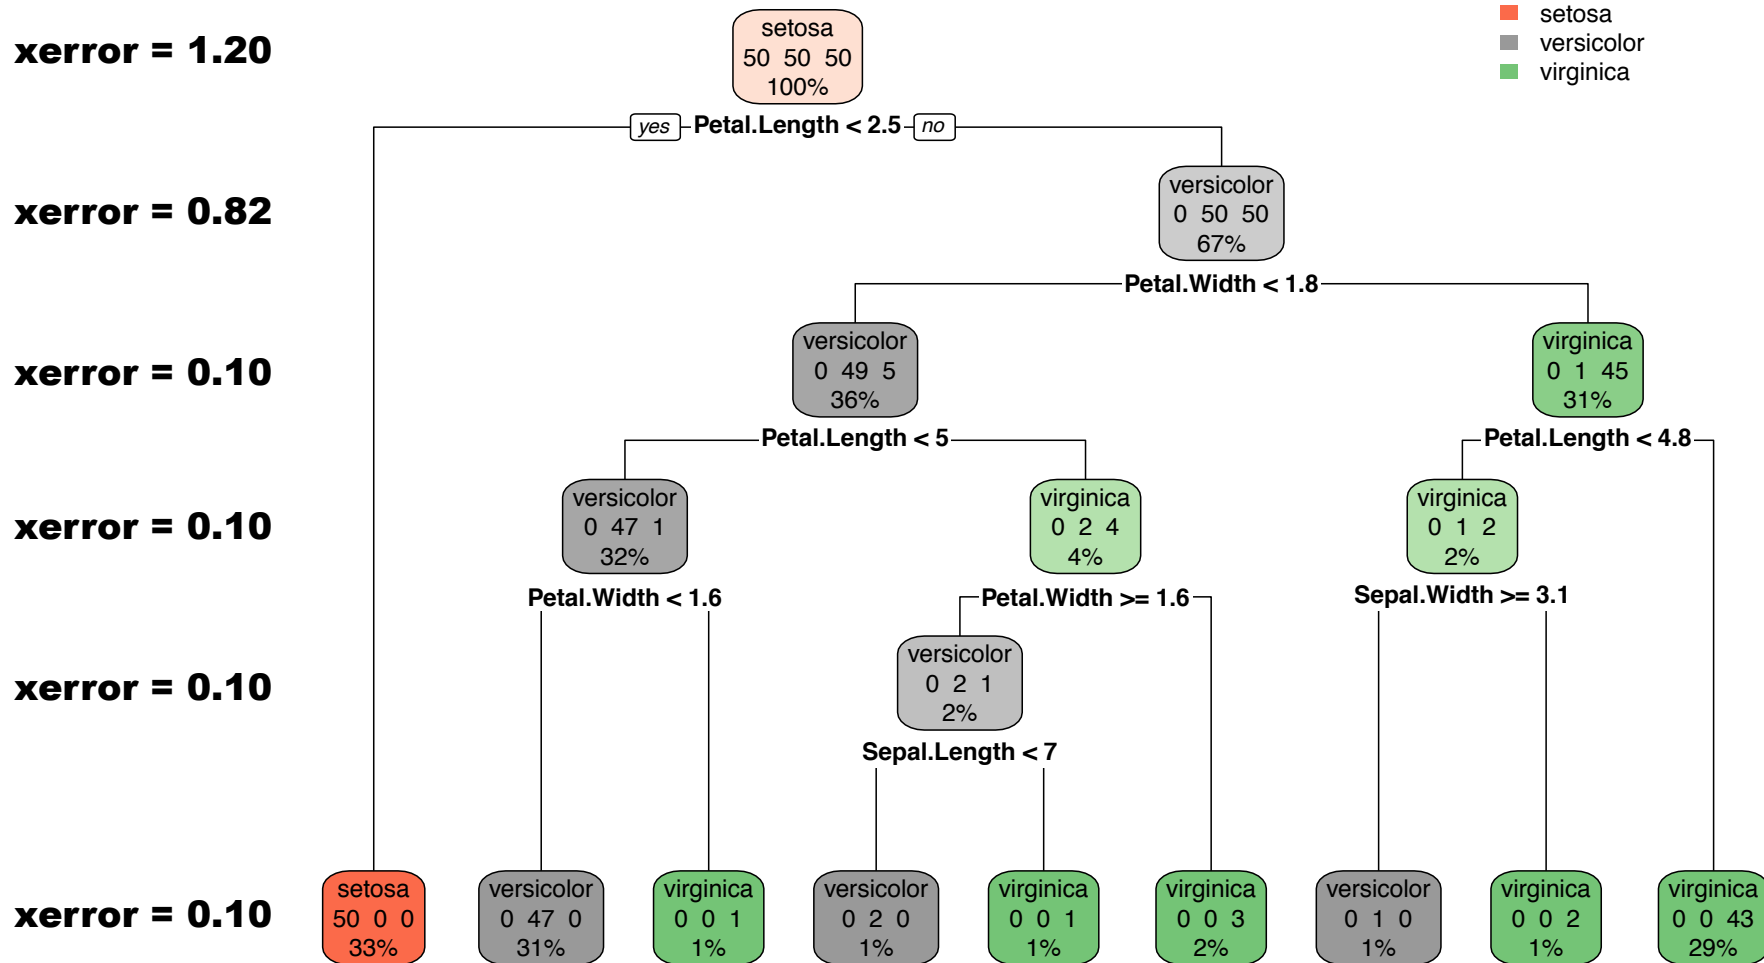 xerror = 1.20
setosa
50 50 50
100%
setosa
versicolor
virginica
yes Petal.Length < 2.5 no
xerror = 0.82
versicolor
0 50 50
67%
Petal.Width < 1.8
xerror = 0.10
versicolor
0 49 5
36%
virginica
0 1 45
31%
Petal.Length < 5
Petal.Length < 4.8
xerror = 0.10
versicolor
0 47 1
32%
virginica
0 2 4
4%
virginica
0 1 2
2%
Petal.Width < 1.6
Petal.Width >= 1.6
Sepal.Width >= 3.1
xerror = 0.10
versicolor
0 2 1
2%
Sepal.Length < 7
xerror = 0.10
setosa
50 0 0
33%
versicolor
0 47 0
31%
virginica
0 0 1
1%
versicolor
0 2 0
1%
virginica
0 0 1
1%
virginica
0 0 3
2%
versicolor
0 1 0
1%
virginica
0 0 2
1%
virginica
0 0 43
29%